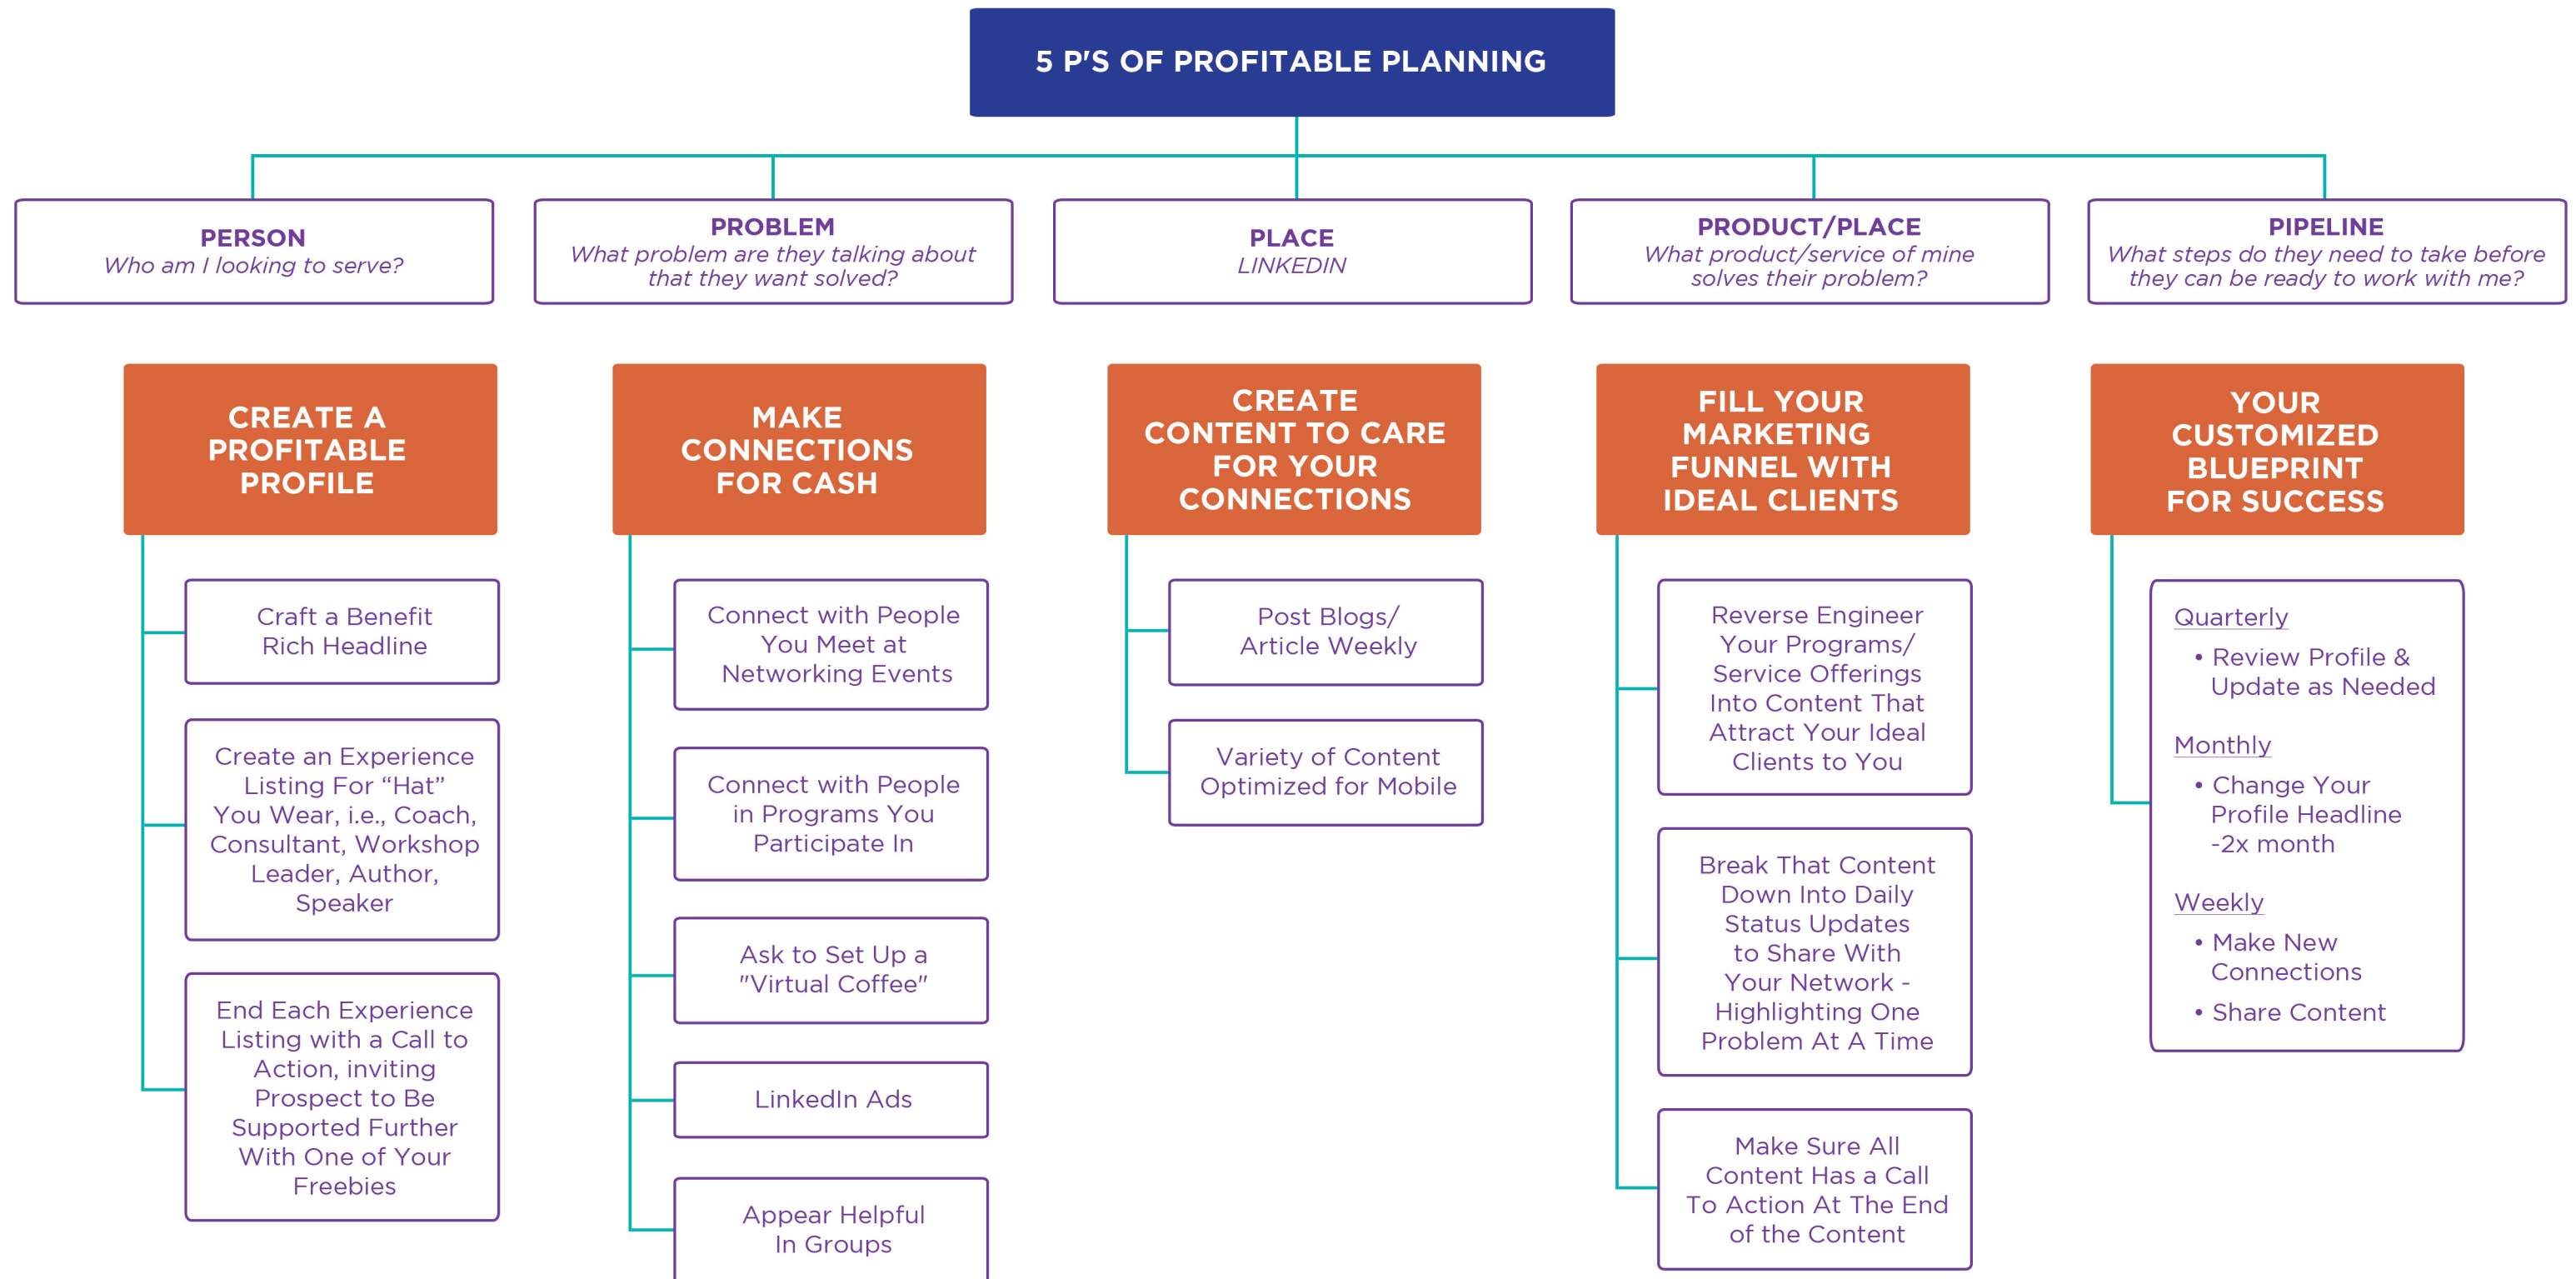 5 P'S OF PROFITABLE PLANNING
PERSON
Who am I looking to serve?
PROBLEM
What problem are they talking about
that they want solved?
PLACE
LINKEDIN
PRODUCT/PLACE
What product/service of mine
solves their problem?
PIPELINE
What steps do they need to take before
they can be ready to work with me?
CREATE A
PROFITABLE
PROFILE
Craft a Benefit
Rich Headline
Create an Experience
Listing For “Hat”
You Wear, i.e., Coach,
Consultant, Workshop
Leader, Author,
Speaker
End Each Experience
Listing with a Call to
Action, inviting
Prospect to Be
Supported Further
With One of Your
Freebies
MAKE
CONNECTIONS
FOR CASH
Connect with People
You Meet at
Networking Events
Connect with People
in Programs You
Participate In
Ask to Set Up a
"Virtual Coffee"
LinkedIn Ads
Appear Helpful
In Groups
CREATE
CONTENT TO CARE
FOR YOUR
CONNECTIONS
Post Blogs/
Article Weekly
Variety of Content
Optimized for Mobile
FILL YOUR
MARKETING
FUNNEL WITH
IDEAL CLIENTS
Reverse Engineer
Your Programs/
Service Offerings
Into Content That
Attract Your Ideal
Clients to You
Break That Content
Down Into Daily
Status Updates
to Share With
Your Network -
Highlighting One
Problem At A Time
Make Sure All
Content Has a Call
To Action At The End
of the Content
YOUR
CUSTOMIZED
BLUEPRINT
FOR SUCCESS
Quarterly
• Review Profile &
Update as Needed
Monthly
• Change Your
Profile Headline
-2x month
Weekly
• Make New
Connections
• Share Content